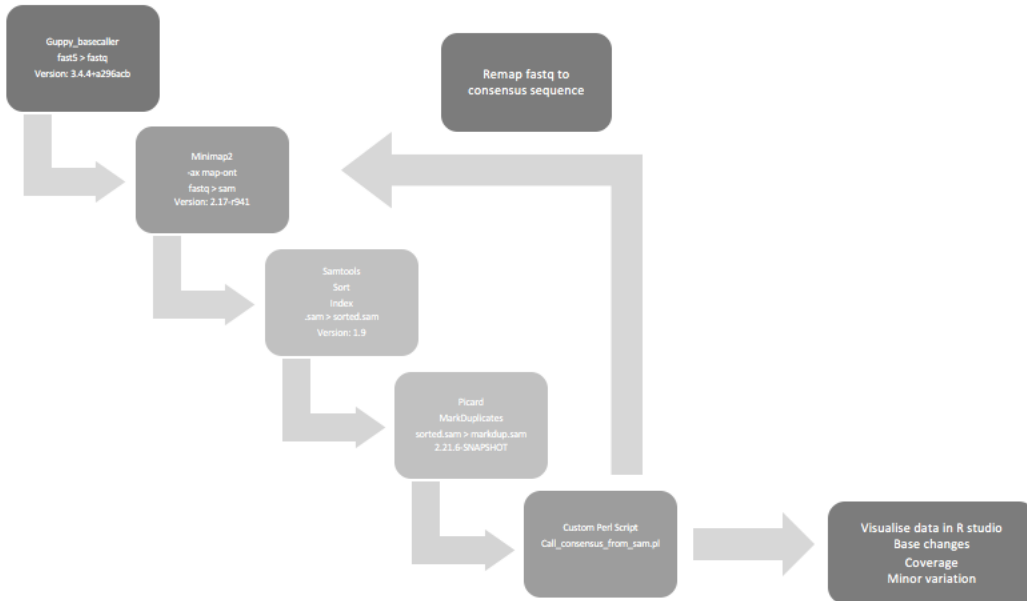 Guppy_basecaller
fast5 > fastq
Version: 3.4.4+a296acb
Remap fastq to
consensus sequence
Minimap2
-ax map-ont
fastq > sam
Version: 2.17-r941
Samtools
Sort
Index
.sam > sorted.sam
Version: 1.9
Picard
MarkDuplicates
sorted.sam > markdup.sam
2.21.6-SNAPSHOT
Custom Perl Script
Call_consensus_from_sam.pl
Visualise data in R studio
Base changes
Coverage
Minor variation